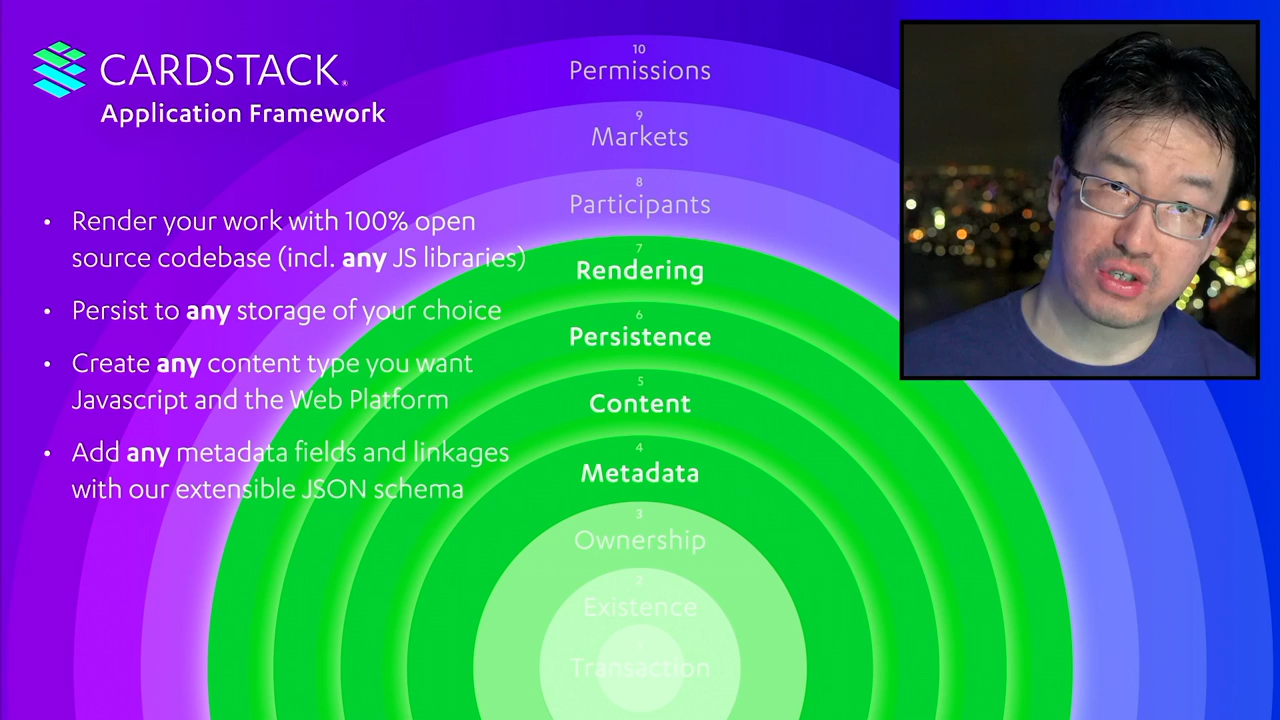 CARDSTACK®
Application Framework
• Render your work with 100% open
source codebase (incl. any JS libraries)
• Persist to any storage of your choice
• Create any content type you want
Javascript and the Web Platform
• Add any metadata fields and linkages
with our extensible JSON schema
10
Permissions
9
Markets
8
Participants
7
Rendering
6
Persistence
5
Content
4
Metadata
3
Ownership
2
Existence
Transaction